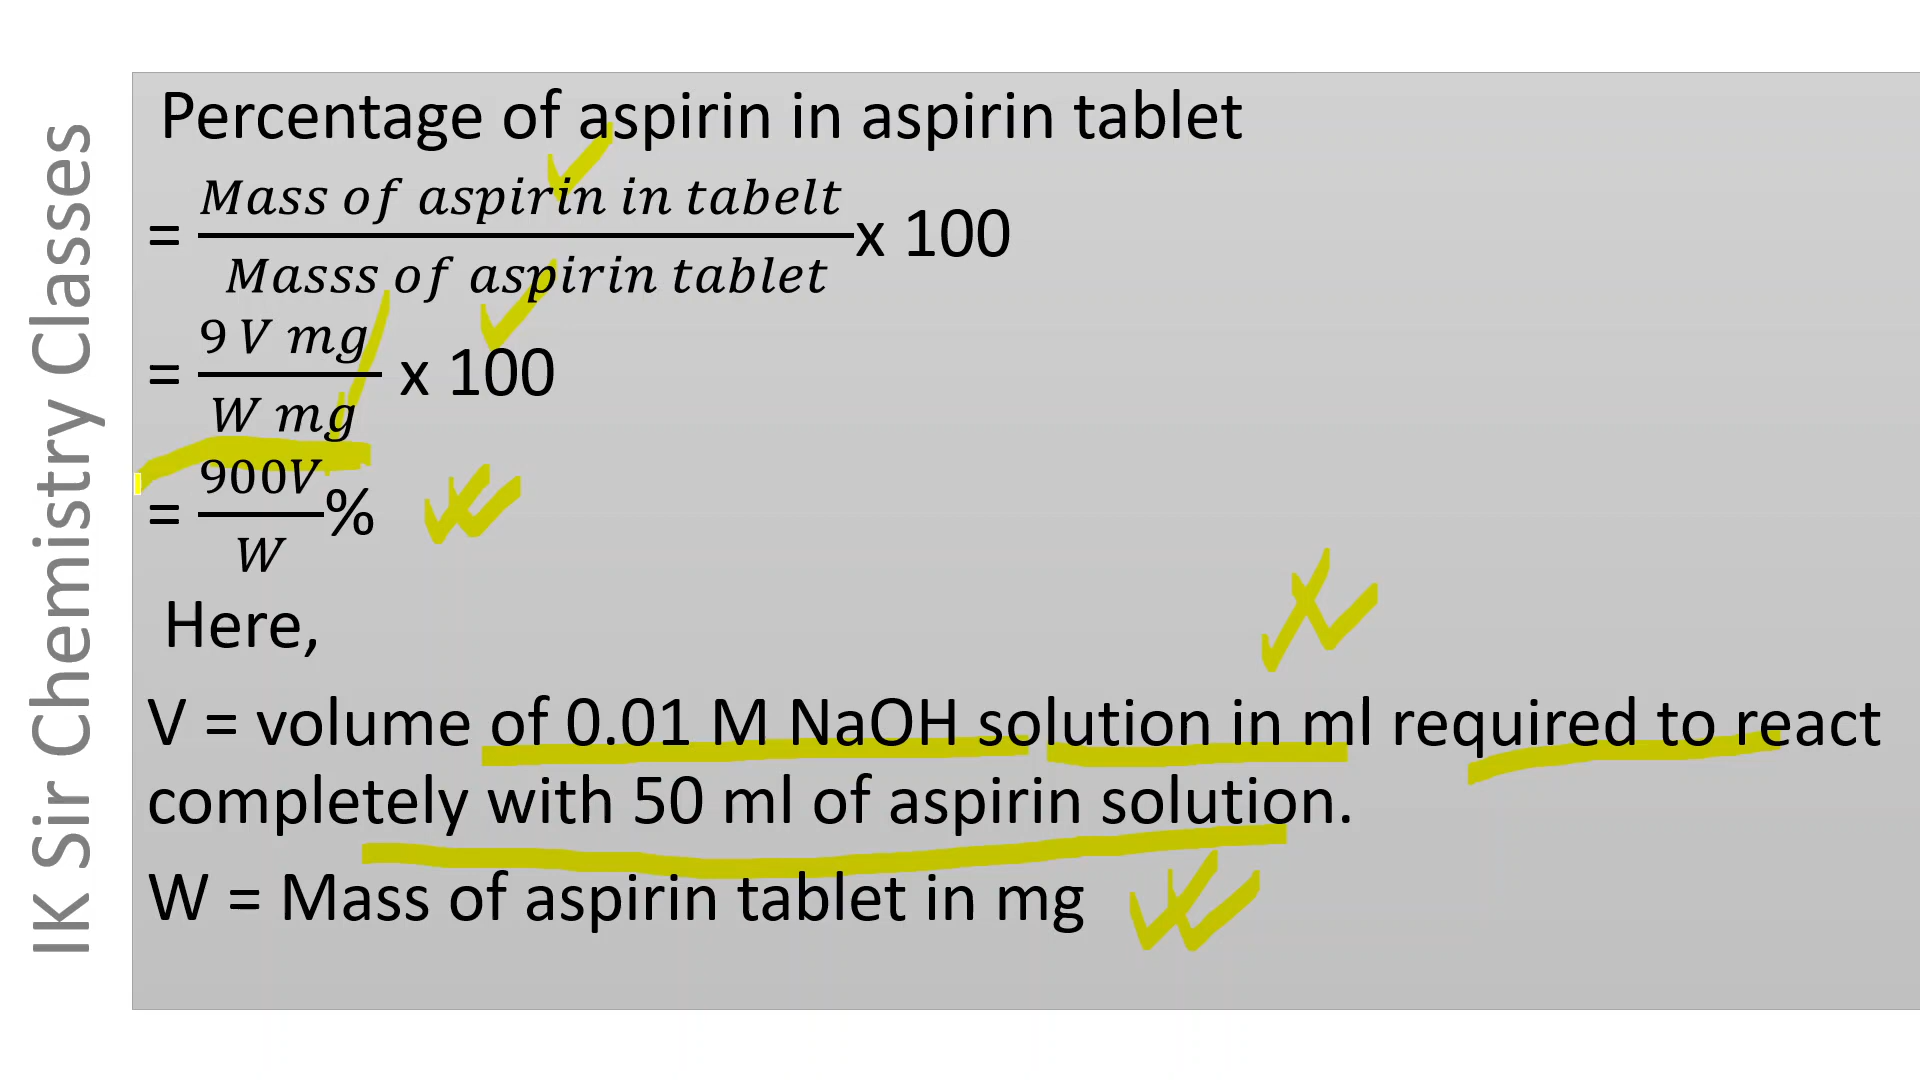 IK Sir Chemistry Classes
Percentage of aspirin in aspirin tablet
= Mass of aspirin in tabelt / Masss of aspirin tablet x 100
= 9 V mg / W mg x 100
= 900V / W %
Here,
V = volume of 0.01 M NaOH solution in ml required to react
completely with 50 ml of aspirin solution.
W = Mass of aspirin tablet in mg